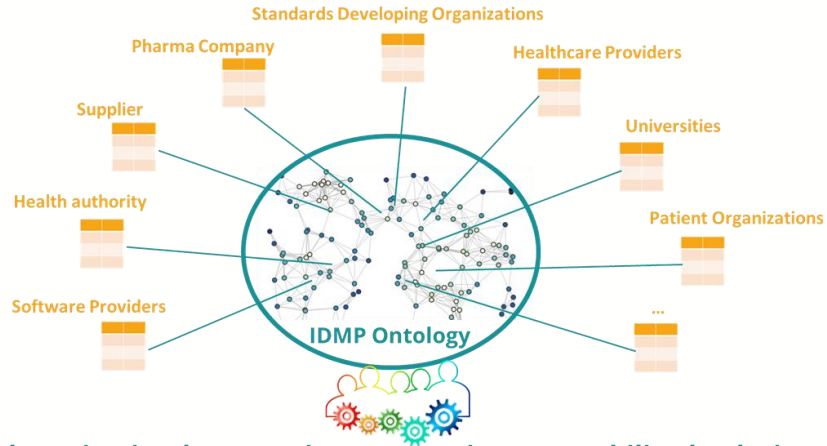 Standards Developing Organizations
Pharma Company
Healthcare Providers
Supplier
Universities
Health authority
Patient Organizations
Software Providers
...
IDMP Ontology